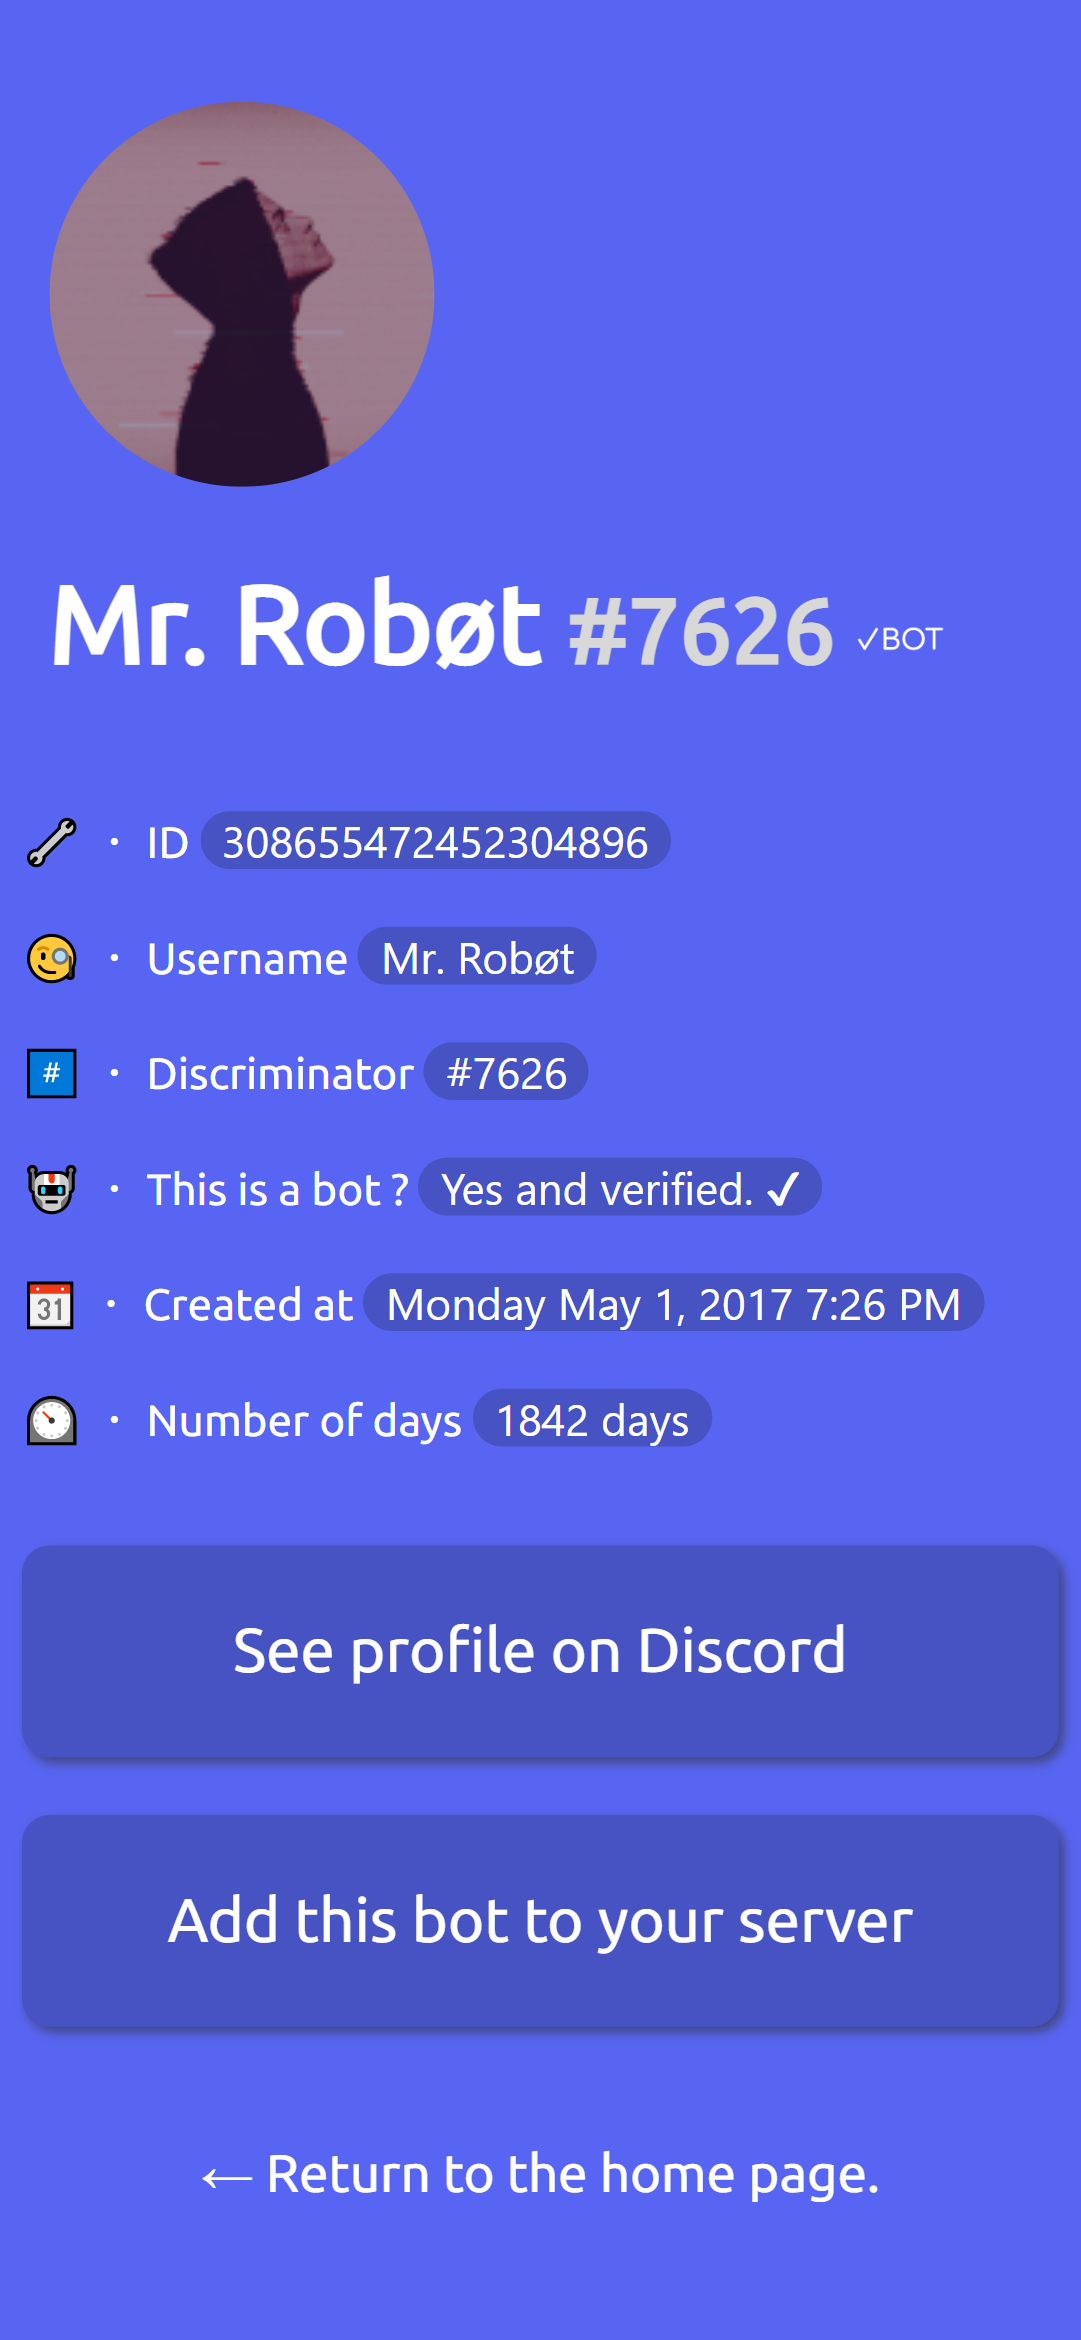 Mr. Robøt #7626 ✓BOT
· ID 308655472452304896
· Username Mr. Robøt
# · Discriminator #7626
· This is a bot ? Yes and verified. ✓
31 · Created at Monday May 1, 2017 7:26 PM
· Number of days 1842 days
See profile on Discord
Add this bot to your server
← Return to the home page.